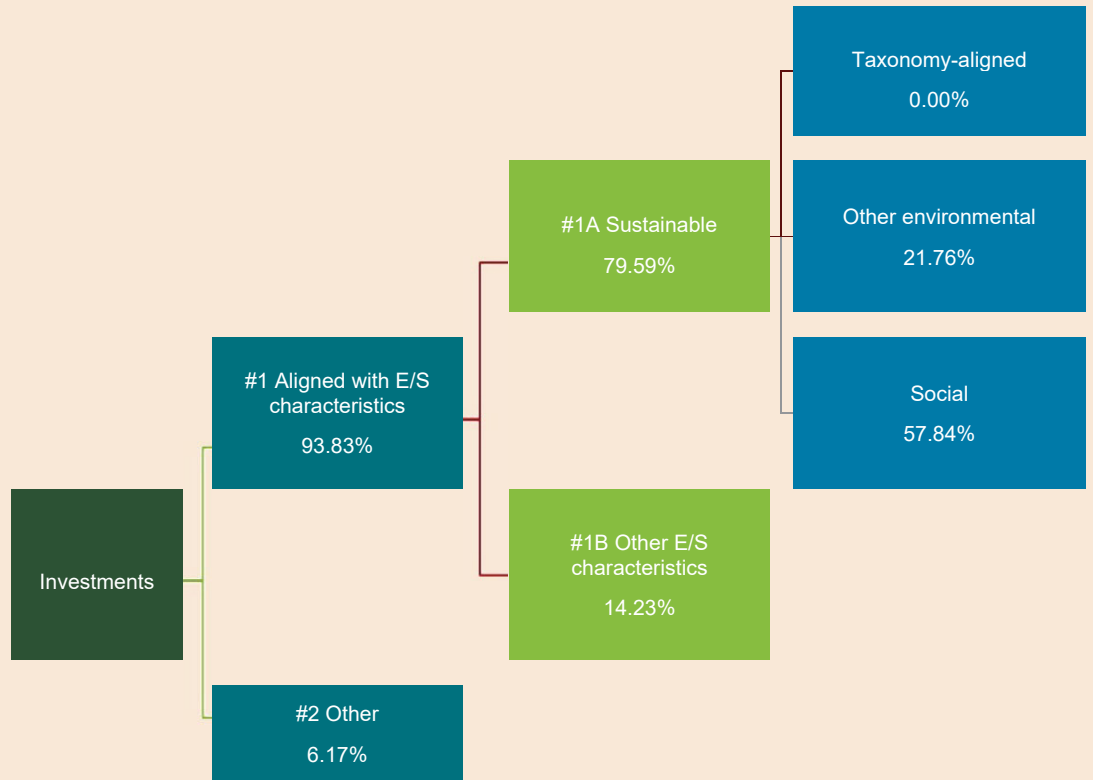 Investments
#1 Aligned with E/S
characteristics
93.83%
#2 Other
6.17%
#1A Sustainable
79.59%
#1B Other E/S
characteristics
14.23%
Taxonomy-aligned
0.00%
Other environmental
21.76%
Social
57.84%